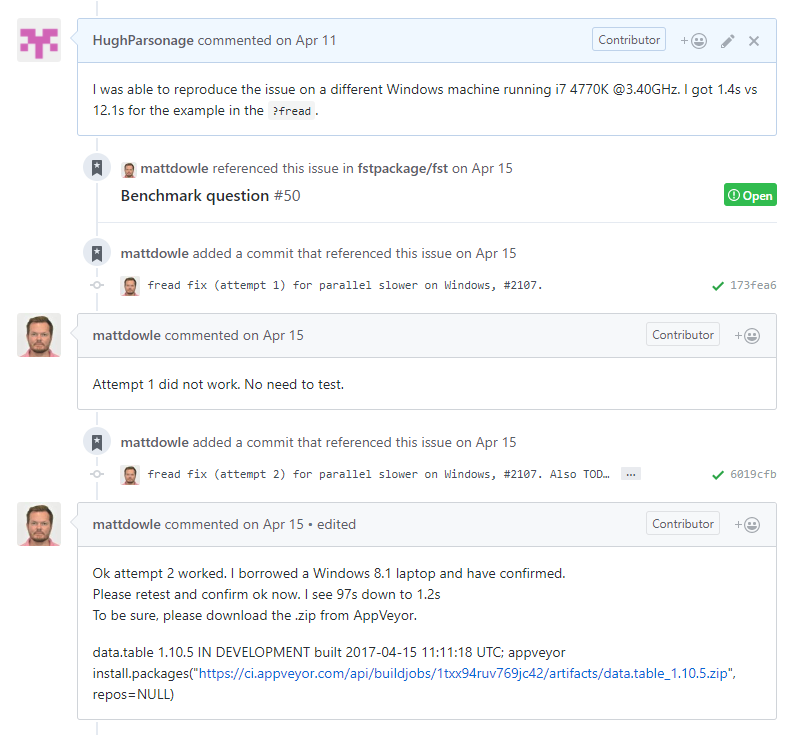 HughParsonage commented on Apr 11 Contributor
I was able to reproduce the issue on a different Windows machine running i7 4770K @3.40GHz. I got 1.4s vs
12.1s for the example in the ?fread .
mattdowle referenced this issue in fstpackage/fst on Apr 15
Benchmark question #50 Open
mattdowle added a commit that referenced this issue on Apr 15
fread fix (attempt 1) for parallel slower on Windows, #2107. 173fea6
mattdowle commented on Apr 15 Contributor
Attempt 1 did not work. No need to test.
mattdowle added a commit that referenced this issue on Apr 15
fread fix (attempt 2) for parallel slower on Windows, #2107. Also TOD… … 6019cfb
mattdowle commented on Apr 15 • edited Contributor
Ok attempt 2 worked. I borrowed a Windows 8.1 laptop and have confirmed.
Please retest and confirm ok now. I see 97s down to 1.2s
To be sure, please download the .zip from AppVeyor.
data.table 1.10.5 IN DEVELOPMENT built 2017-04-15 11:11:18 UTC; appveyor
install.packages("https://ci.appveyor.com/api/buildjobs/1txx94ruv769jc42/artifacts/data.table_1.10.5.zip",
repos=NULL)